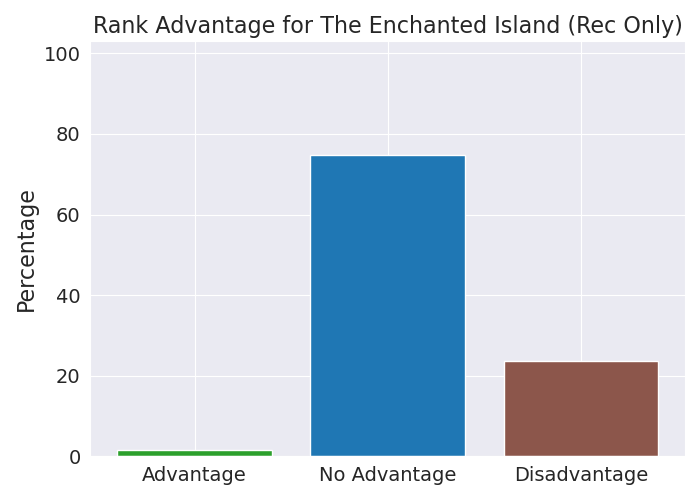 Rank Advantage for The Enchanted Island (Rec Only)
Percentage
100
80
60
40
20
0
Advantage
No Advantage
Disadvantage